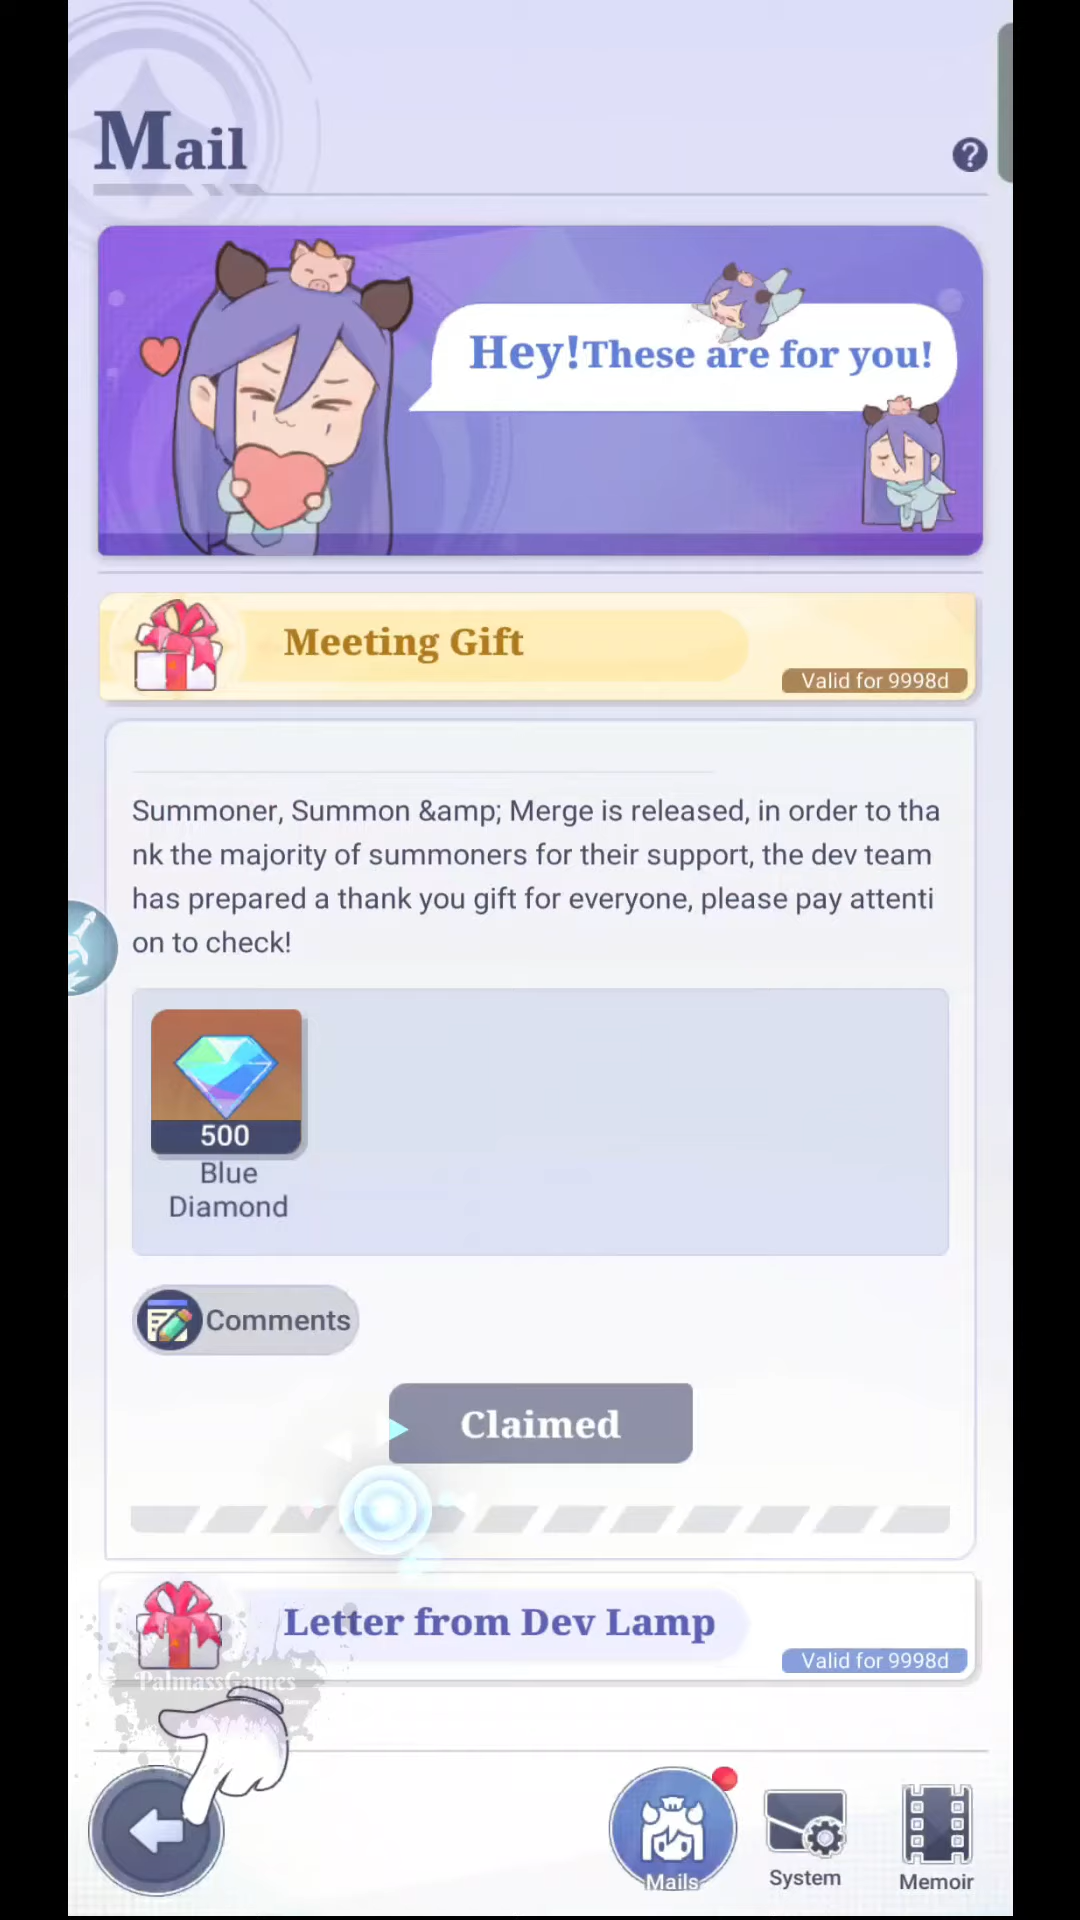 Mail
?
Hey!These are for you!
Meeting Gift
Valid for 9998d
Summoner, Summon &amp; Merge is released, in order to tha
nk the majority of summoners for their support, the dev team
has prepared a thank you gift for everyone, please pay attenti
on to check!
500
Blue
Diamond
Comments
Claimed
Letter from Dev Lamp
Valid for 9998d
PalmassGames
Mails
System
Memoir